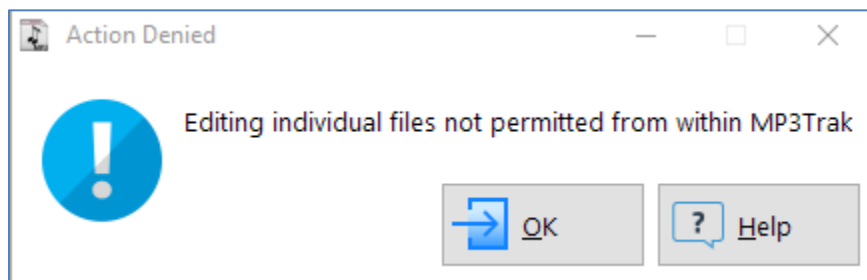 Action Denied
Editing individual files not permitted from within MP3Trak
?
OK
Help